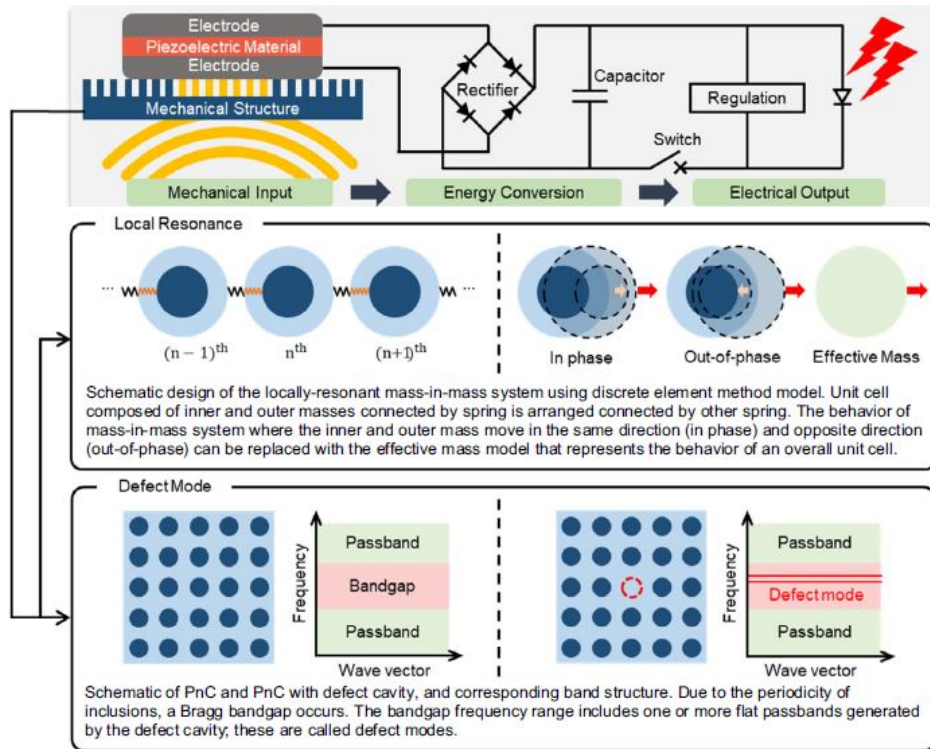 Electrode
Piezoelectric Material
Electrode
Mechanical Structure
Rectifier
Capacitor
Regulation
Switch
Mechanical Input
Energy Conversion
Electrical Output
Local Resonance
...
...
(n − 1)th
nth
(n+1)th
In phase
Out-of-phase
Effective Mass
Schematic design of the locally-resonant mass-in-mass system using discrete element method model. Unit cell
composed of inner and outer masses connected by spring is arranged connected by other spring. The behavior of
mass-in-mass system where the inner and outer mass move in the same direction (in phase) and opposite direction
(out-of-phase) can be replaced with the effective mass model that represents the behavior of an overall unit cell.
Defect Mode
Frequency
Passband
Bandgap
Passband
Wave vector
Frequency
Passband
Defect mode
Passband
Wave vector
Schematic of PnC and PnC with defect cavity, and corresponding band structure. Due to the periodicity of
inclusions, a Bragg bandgap occurs. The bandgap frequency range includes one or more flat passbands generated
by the defect cavity; these are called defect modes.